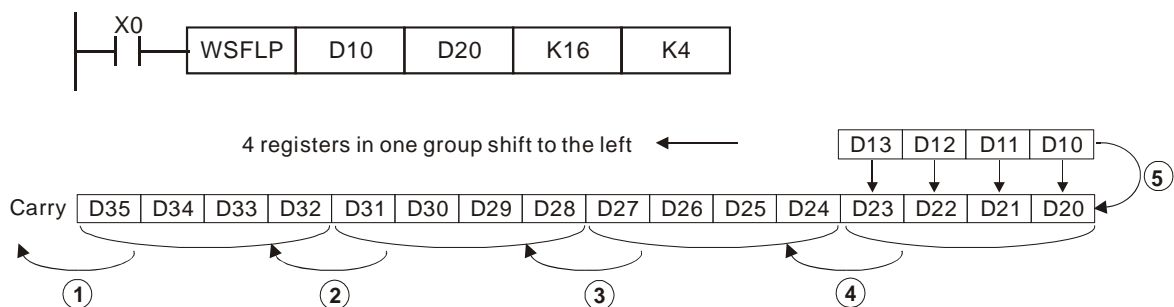 X0
WSFLP D10 D20 K16 K4
4 registers in one group shift to the left
D13 D12 D11 D10
5
Carry D35 D34 D33 D32 D31 D30 D29 D28 D27 D26 D25 D24 D23 D22 D21 D20
1 2 3 4